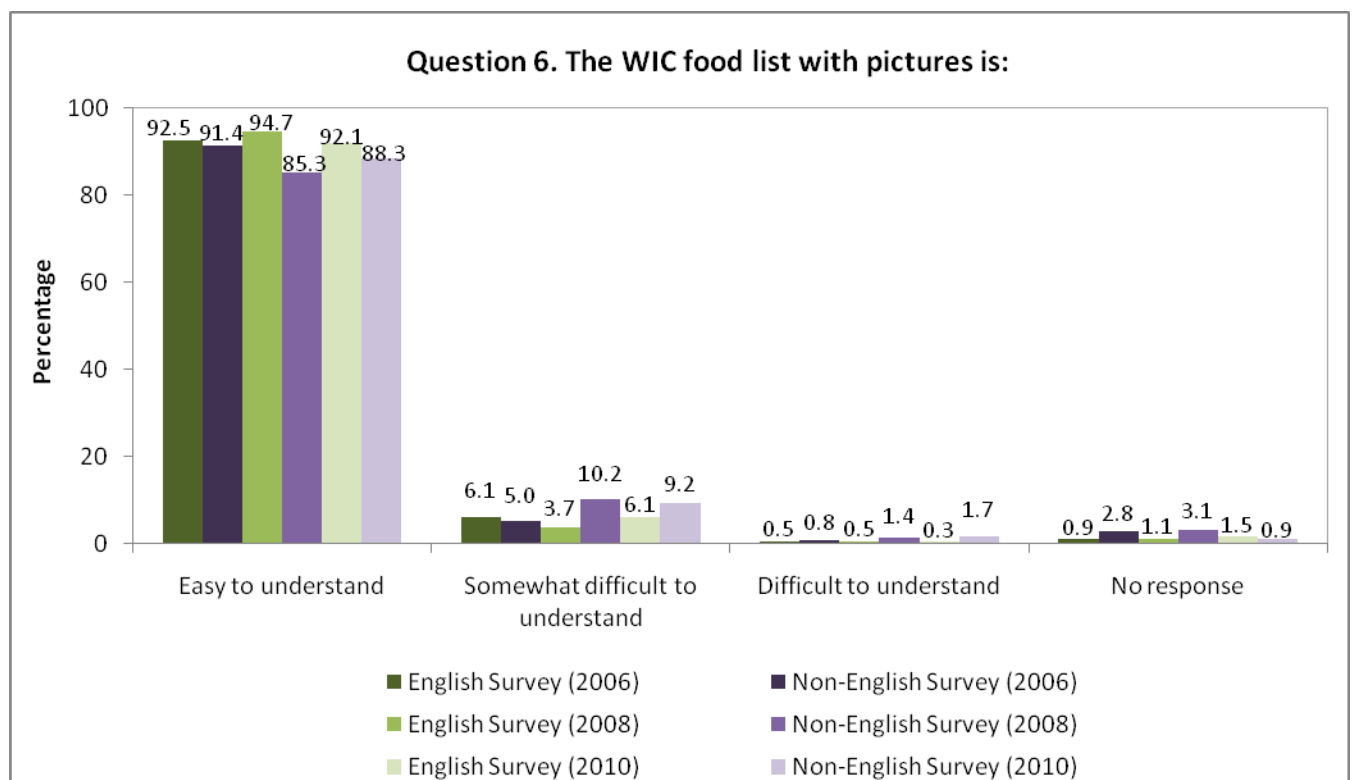 Question 6. The WIC food list with pictures is:
Percentage
100
80
60
40
20
0
92.5 91.4 94.7 85.3 92.1 88.3
6.1 5.0 3.7 10.2 6.1 9.2
0.5 0.8 0.5 1.4 0.3 1.7
0.9 2.8 1.1 3.1 1.5 0.9
Easy to understand
Somewhat difficult to
understand
Difficult to understand
No response
English Survey (2006)
Non-English Survey (2006)
English Survey (2008)
Non-English Survey (2008)
English Survey (2010)
Non-English Survey (2010)